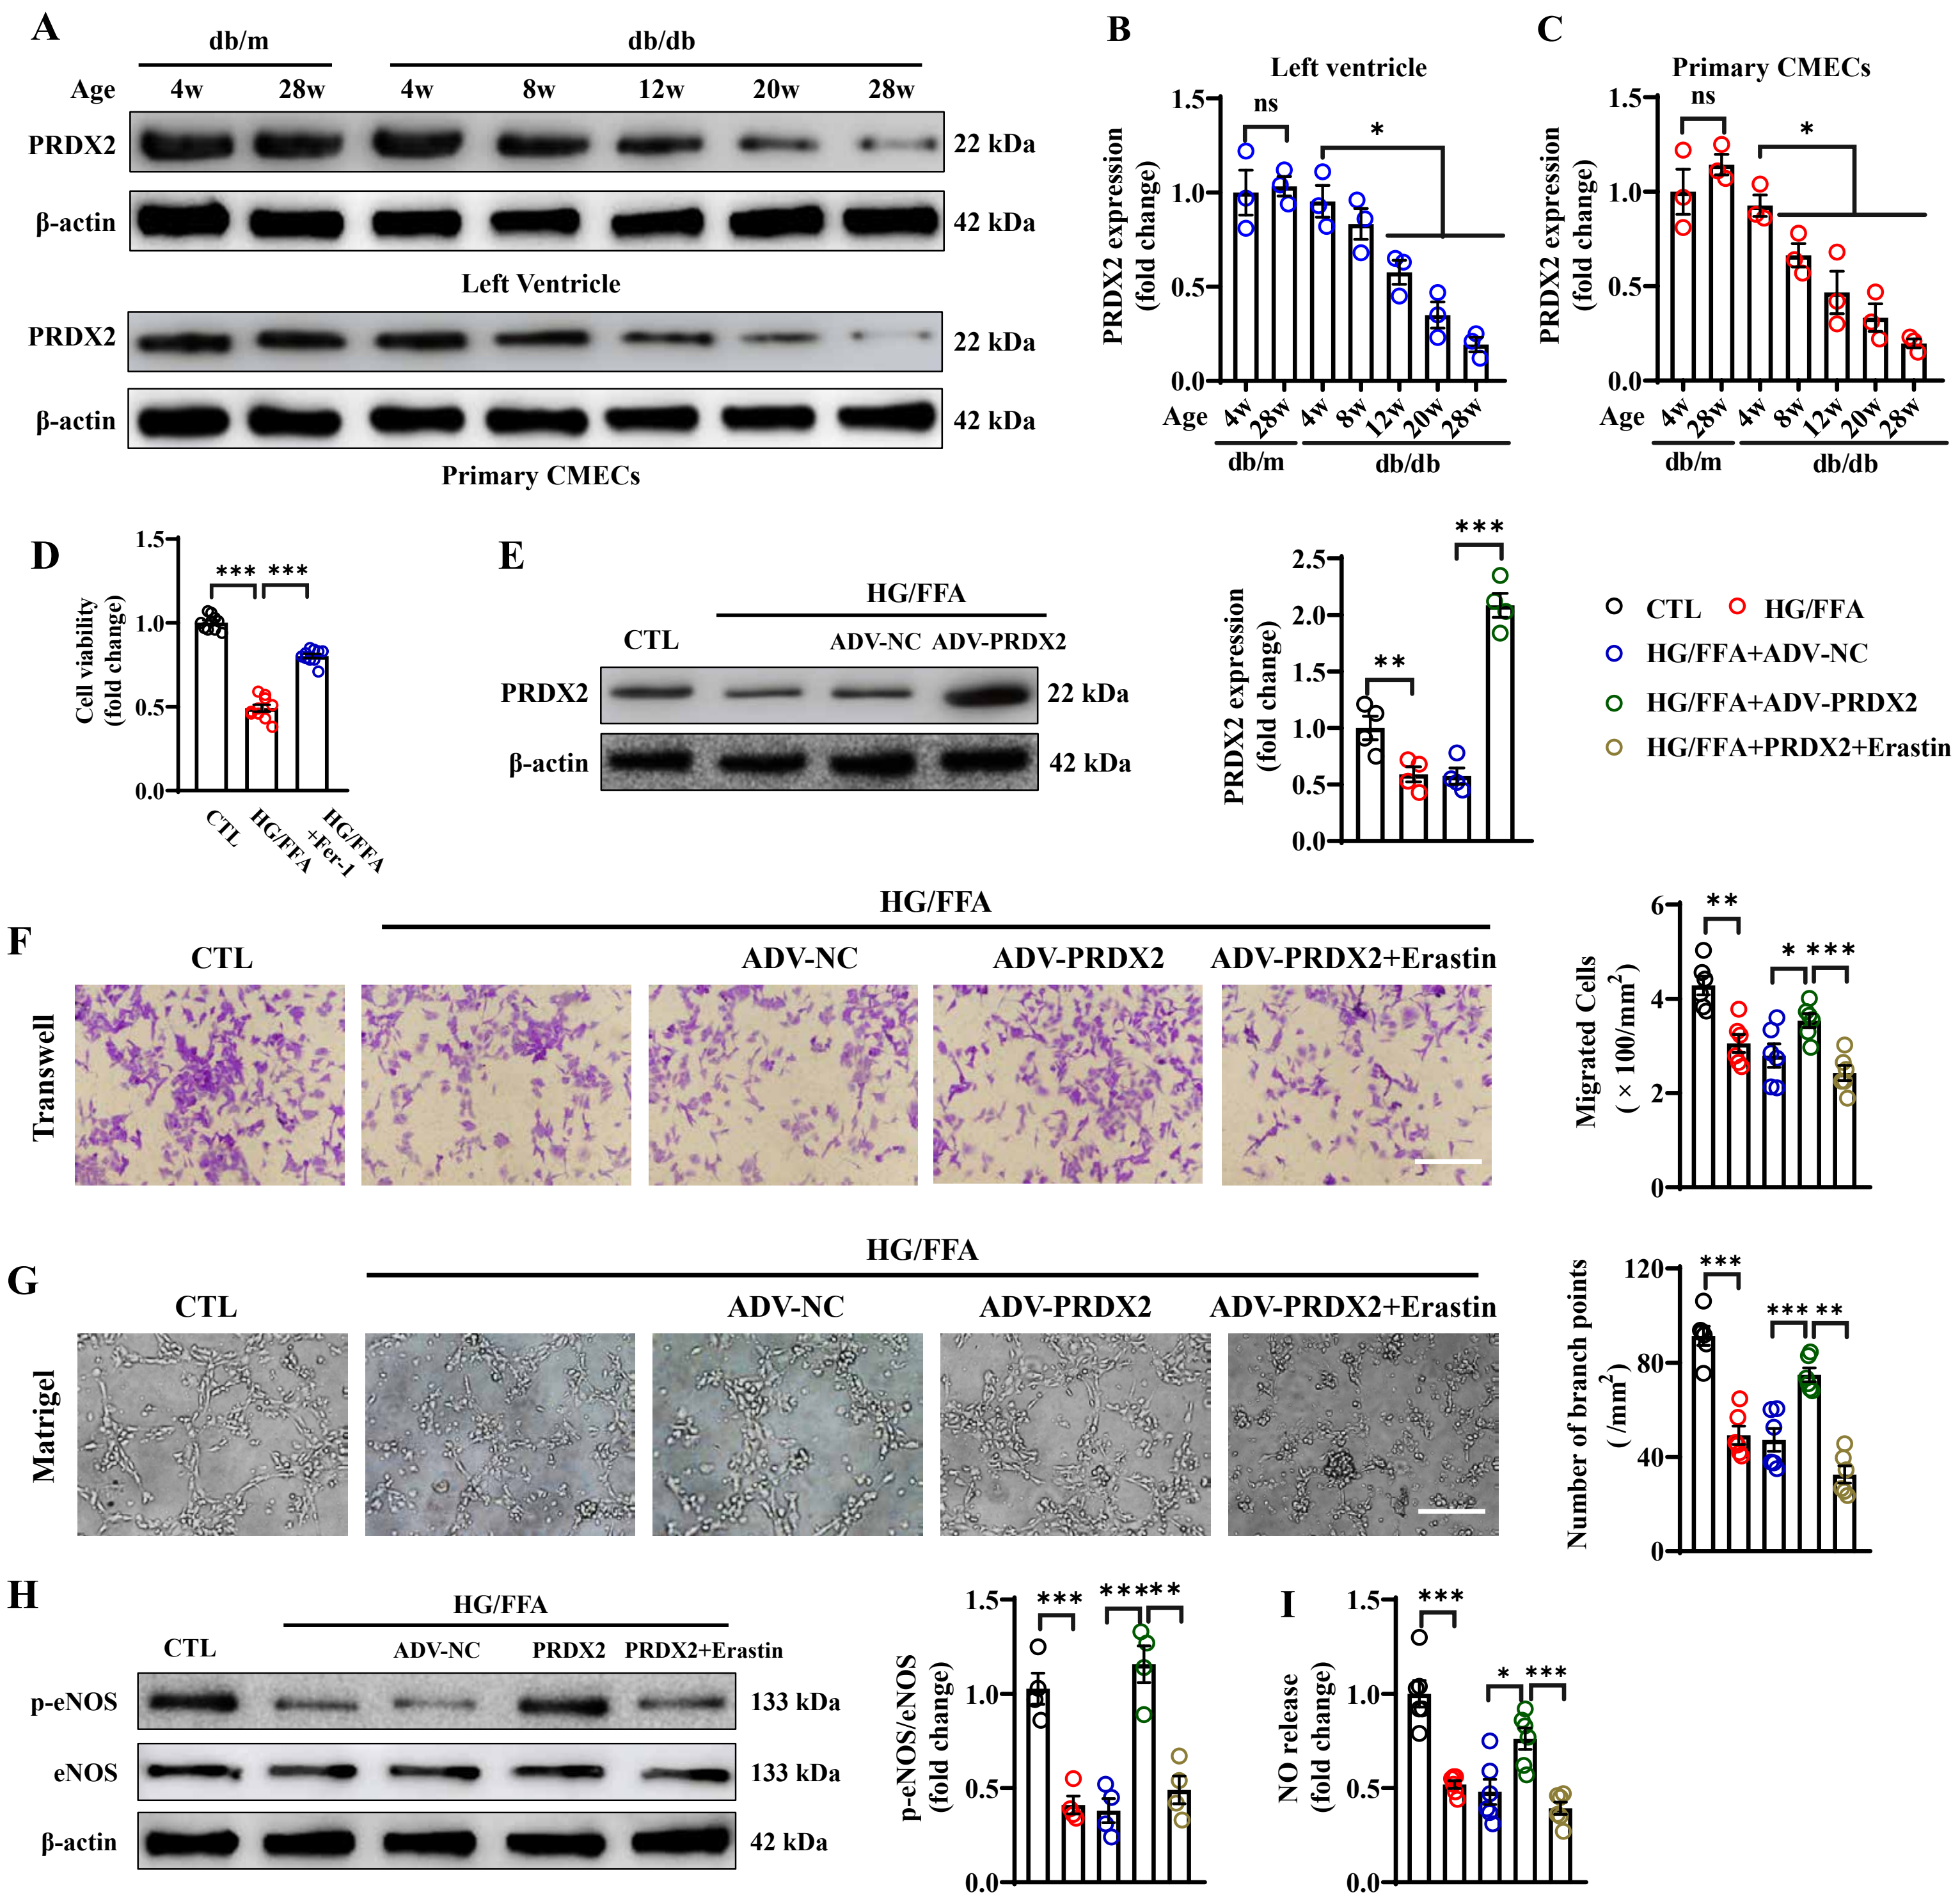 A
db/m db/db
Age 4w 28w 4w 8w 12w 20w 28w
PRDX2 22 kDa
β-actin 42 kDa
Left Ventricle
PRDX2 22 kDa
β-actin 42 kDa
Primary CMECs
B
Left ventricle
PRDX2 expression
(fold change)
1.5
1.0
0.5
0.0
ns
*
Age 4w 28w 4w 8w 12w 20w 28w
db/m db/db
C
Primary CMECs
PRDX2 expression
(fold change)
1.5
1.0
0.5
0.0
ns
*
Age 4w 28w 4w 8w 12w 20w 28w
db/m db/db
D
Cell viability
(fold change)
1.5
1.0
0.5
0.0
*** ***
CTL
HG/FFA
HG/FFA
+Fer-1
E
HG/FFA
CTL ADV-NC ADV-PRDX2
PRDX2 22 kDa
β-actin 42 kDa
PRDX2 expression
(fold change)
2.5
2.0
1.5
1.0
0.5
0.0
**
***
CTL HG/FFA
HG/FFA+ADV-NC
HG/FFA+ADV-PRDX2
HG/FFA+PRDX2+Erastin
F
HG/FFA
CTL ADV-NC ADV-PRDX2 ADV-PRDX2+Erastin
Transwell
Migrated Cells
(×100/mm²)
6
4
2
0
**
* ***
G
HG/FFA
CTL ADV-NC ADV-PRDX2 ADV-PRDX2+Erastin
Matrigel
Number of branch points
(/mm²)
120
80
40
0
***
*** **
H
HG/FFA
CTL ADV-NC PRDX2 PRDX2+Erastin
p-eNOS 133 kDa
eNOS 133 kDa
β-actin 42 kDa
p-eNOS/eNOS
(fold change)
1.5
1.0
0.5
0.0
***
*** **
I
NO release
(fold change)
1.5
1.0
0.5
0.0
***
* ***